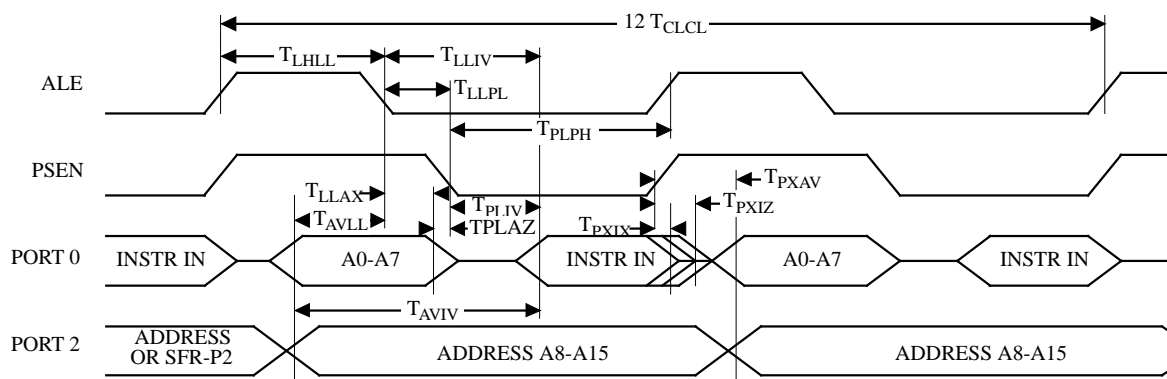 12 TCLCL
TLHLL TLLIV
ALE
TLLPL
TPLPH
PSEN
TLLAX TPXAV
TAVLL TPLIV TPXIZ
TPLAZ TPXIX
PORT 0 INSTR IN A0-A7 INSTR IN A0-A7 INSTR IN
TAVIV
PORT 2 ADDRESS OR SFR-P2 ADDRESS A8-A15 ADDRESS A8-A15